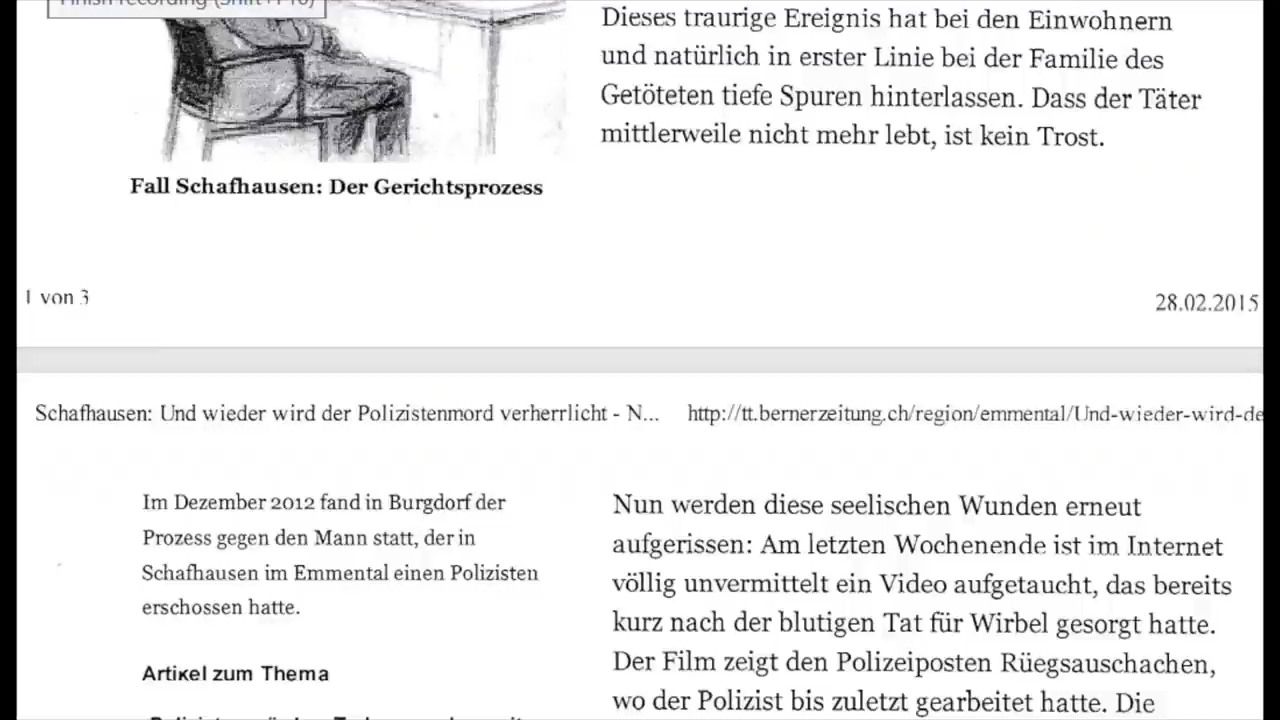 Finish recording (Shift+F10)
Dieses traurige Ereignis hat bei den Einwohnern
und natürlich in erster Linie bei der Familie des
Getöteten tiefe Spuren hinterlassen. Dass der Täter
mittlerweile nicht mehr lebt, ist kein Trost.
Fall Schafhausen: Der Gerichtsprozess
1 von 3
28.02.2015
Schafhausen: Und wieder wird der Polizistenmord verherrlicht - N...
http://tt.bernerzeitung.ch/region/emmental/Und-wieder-wird-de
Im Dezember 2012 fand in Burgdorf der
Prozess gegen den Mann statt, der in
Schafhausen im Emmental einen Polizisten
erschossen hatte.
Artikel zum Thema
Nun werden diese seelischen Wunden erneut
aufgerissen: Am letzten Wochenende ist im Internet
völlig unvermittelt ein Video aufgetaucht, das bereits
kurz nach der blutigen Tat für Wirbel gesorgt hatte.
Der Film zeigt den Polizeiposten Rüegsauschachen,
wo der Polizist bis zuletzt gearbeitet hatte. Die